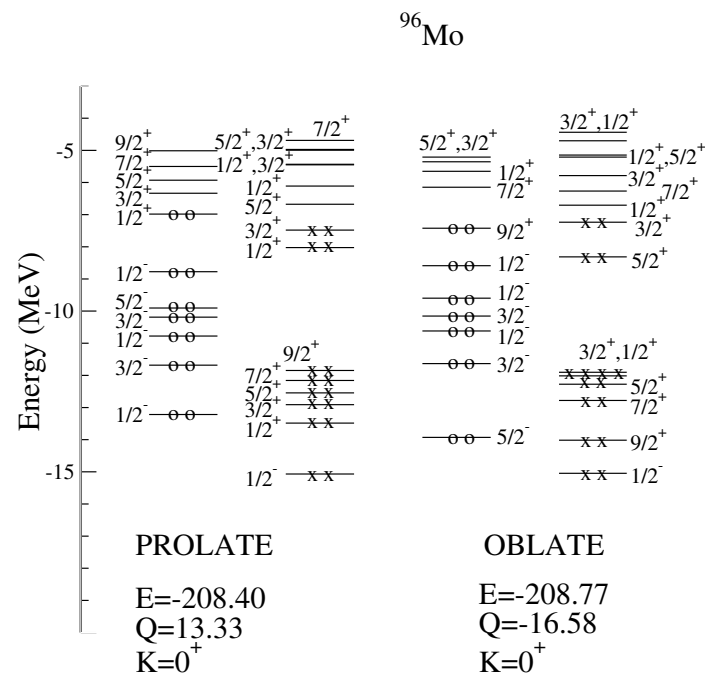 ⁹⁶Mo
Energy (MeV)
-5
-10
-15
9/2⁺
7/2⁺
5/2⁺
3/2⁺
1/2⁺ o o
1/2⁻ o o
5/2⁻ o o
3/2⁻ o o
1/2⁻ o o
3/2⁻ o o
1/2⁻ o o
7/2⁺
5/2⁺,3/2⁺
1/2⁺,3/2⁺
1/2⁺
5/2⁺
3/2⁺ x x
1/2⁺ x x
9/2⁺ x x
7/2⁺ x x
5/2⁺ x x
3/2⁺ x x
1/2⁺ x x
1/2⁻ x x
5/2⁺,3/2⁺
1/2⁺
7/2⁺
o o 9/2⁺
o o 1/2⁻
o o 1/2⁻
o o 3/2⁻
o o 1/2⁻
o o 3/2⁻
o o 5/2⁻
3/2⁺,1/2⁺
1/2⁺,5/2⁺
3/2⁺
7/2⁺
1/2⁺
x x 3/2⁺
x x 5/2⁺
3/2⁺,1/2⁺
x x x x
x x 5/2⁺
x x 7/2⁺
x x 9/2⁺
x x 1/2⁻
PROLATE
E=-208.40
Q=13.33
K=0⁺
OBLATE
E=-208.77
Q=-16.58
K=0⁺